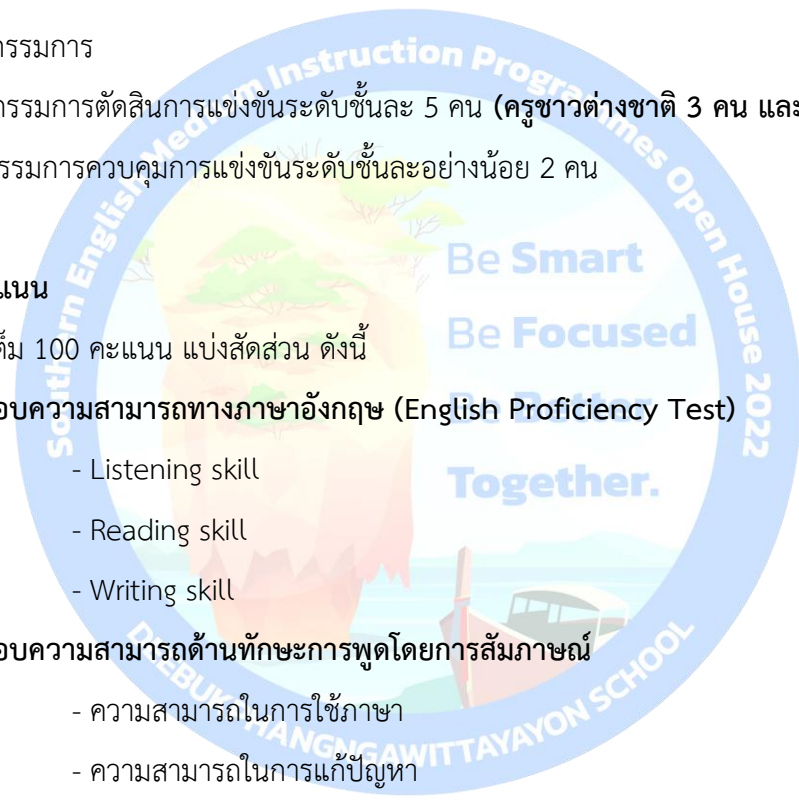 กรรมการ
กรรมการตัดสินการแข่งขันระดับชั้นละ 5 คน (ครูชาวต่างชาติ 3 คน และ
กรรมการควบคุมการแข่งขันระดับชั้นละอย่างน้อย 2 คน
คะแนน
เต็ม 100 คะแนน แบ่งสัดส่วน ดังนี้
อบความสามารถทางภาษาอังกฤษ (English Proficiency Test)
- Listening skill
- Reading skill
- Writing skill
อบความสามารถด้านทักษะการพูดโดยการสัมภาษณ์
- ความสามารถในการใช้ภาษา
- ความสามารถในการแก้ปัญหา
Southern English Medium Instruction Programmes Open House 2022
Be Smart
Be Focused
Be Better
Together.
HANGNGAWITTAYAYON SCHOOL